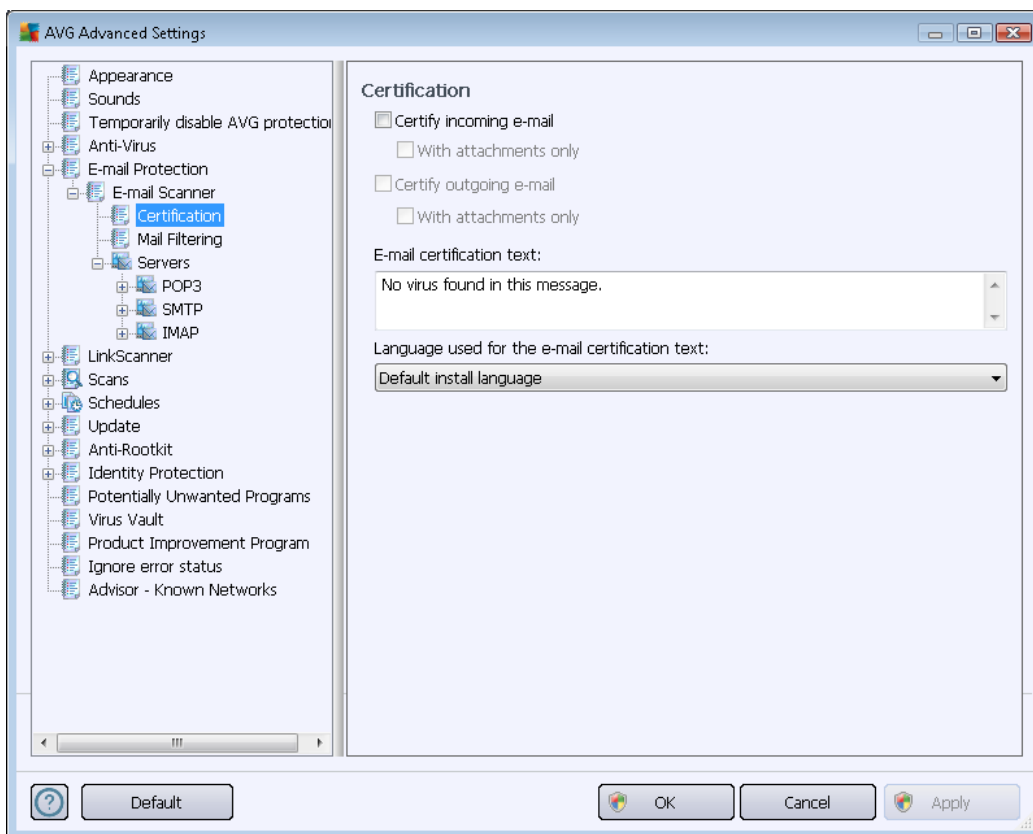 AVG Advanced Settings
Appearance
Sounds
Temporarily disable AVG protection
Anti-Virus
E-mail Protection
E-mail Scanner
Certification
Mail Filtering
Servers
POP3
SMTP
IMAP
LinkScanner
Scans
Schedules
Update
Anti-Rootkit
Identity Protection
Potentially Unwanted Programs
Virus Vault
Product Improvement Program
Ignore error status
Advisor - Known Networks
Certification
Certify incoming e-mail
With attachments only
Certify outgoing e-mail
With attachments only
E-mail certification text:
No virus found in this message.
Language used for the e-mail certification text:
Default install language
Default
OK
Cancel
Apply